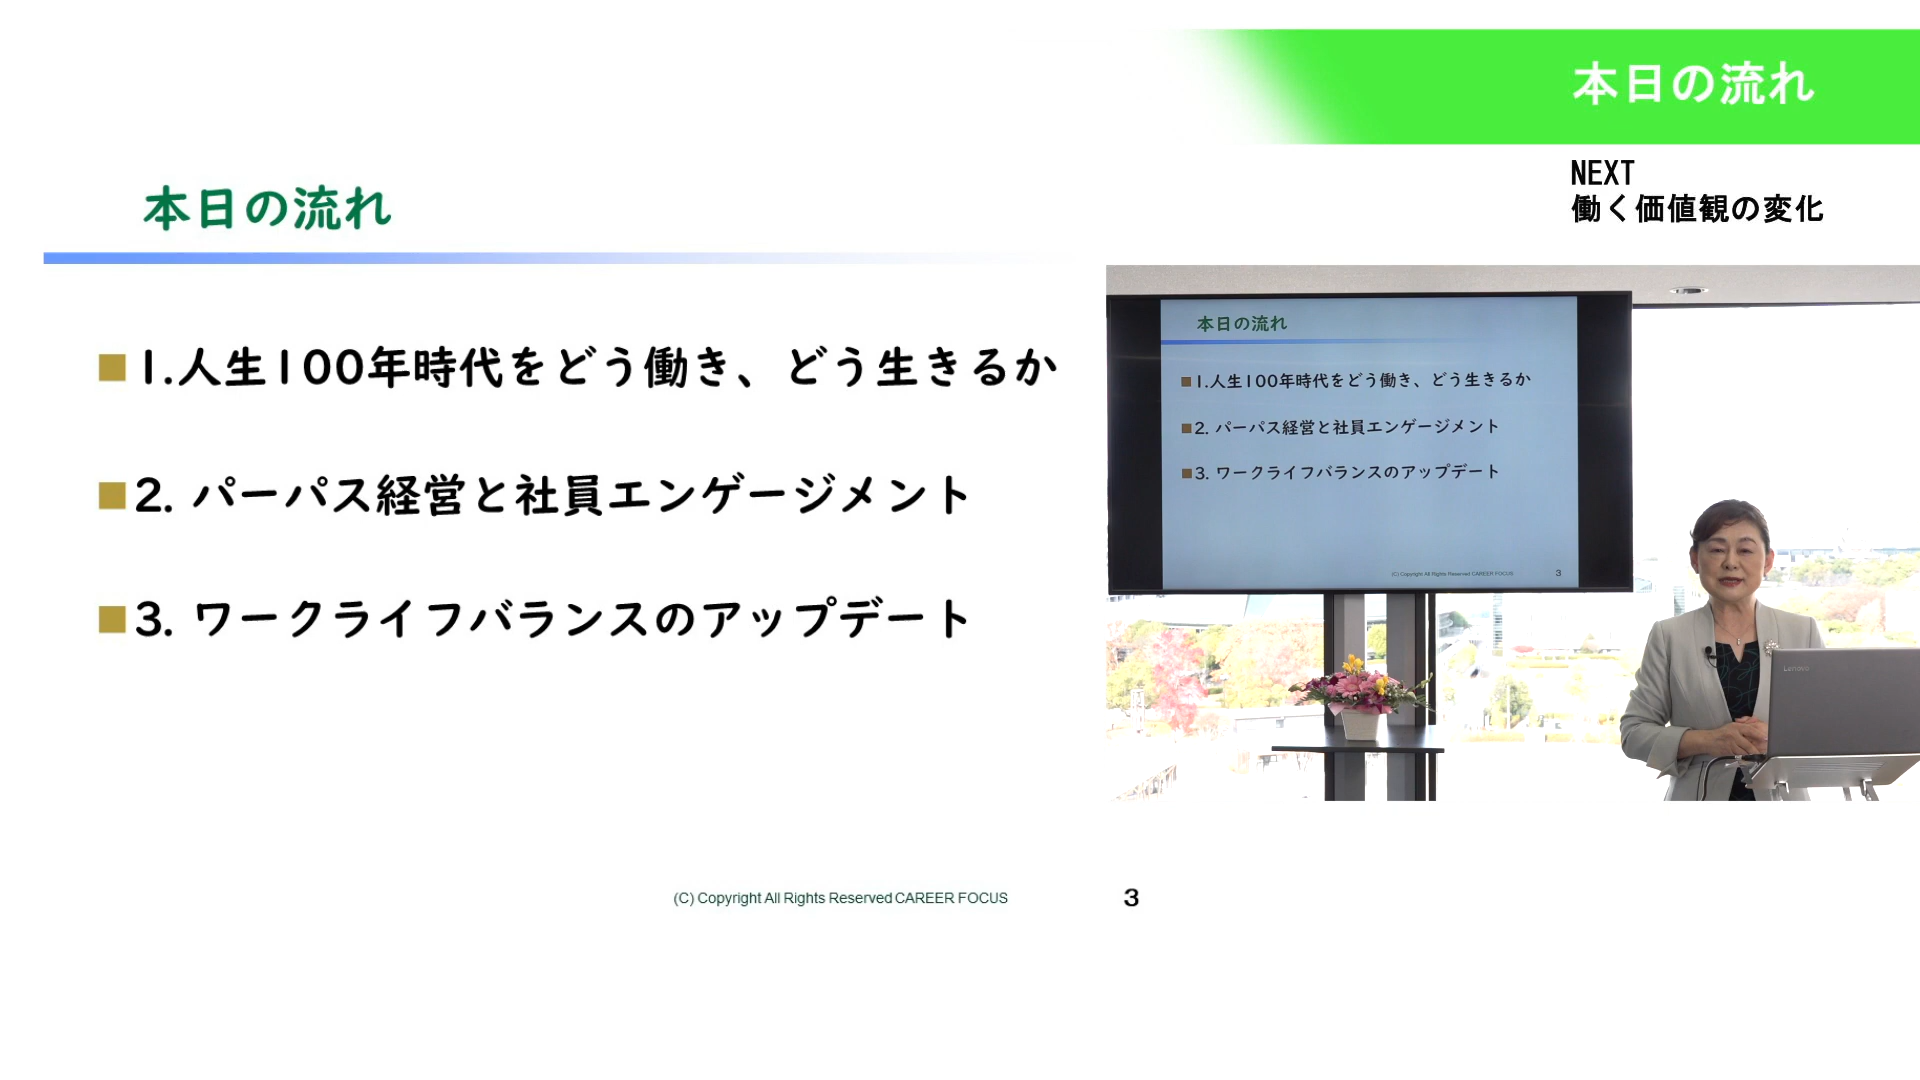 本日の流れ
NEXT
働く価値観の変化
本日の流れ
■1.人生100年時代をどう働き、どう生きるか
■2. パーパス経営と社員エンゲージメント
■3. ワークライフバランスのアップデート
(C) Copyright All Rights Reserved CAREER FOCUS
3
本日の流れ
■1.人生100年時代をどう働き、どう生きるか
■2. パーパス経営と社員エンゲージメント
■3. ワークライフバランスのアップデート
(C) Copyright All Rights Reserved CAREER FOCUS
3
Lenovo